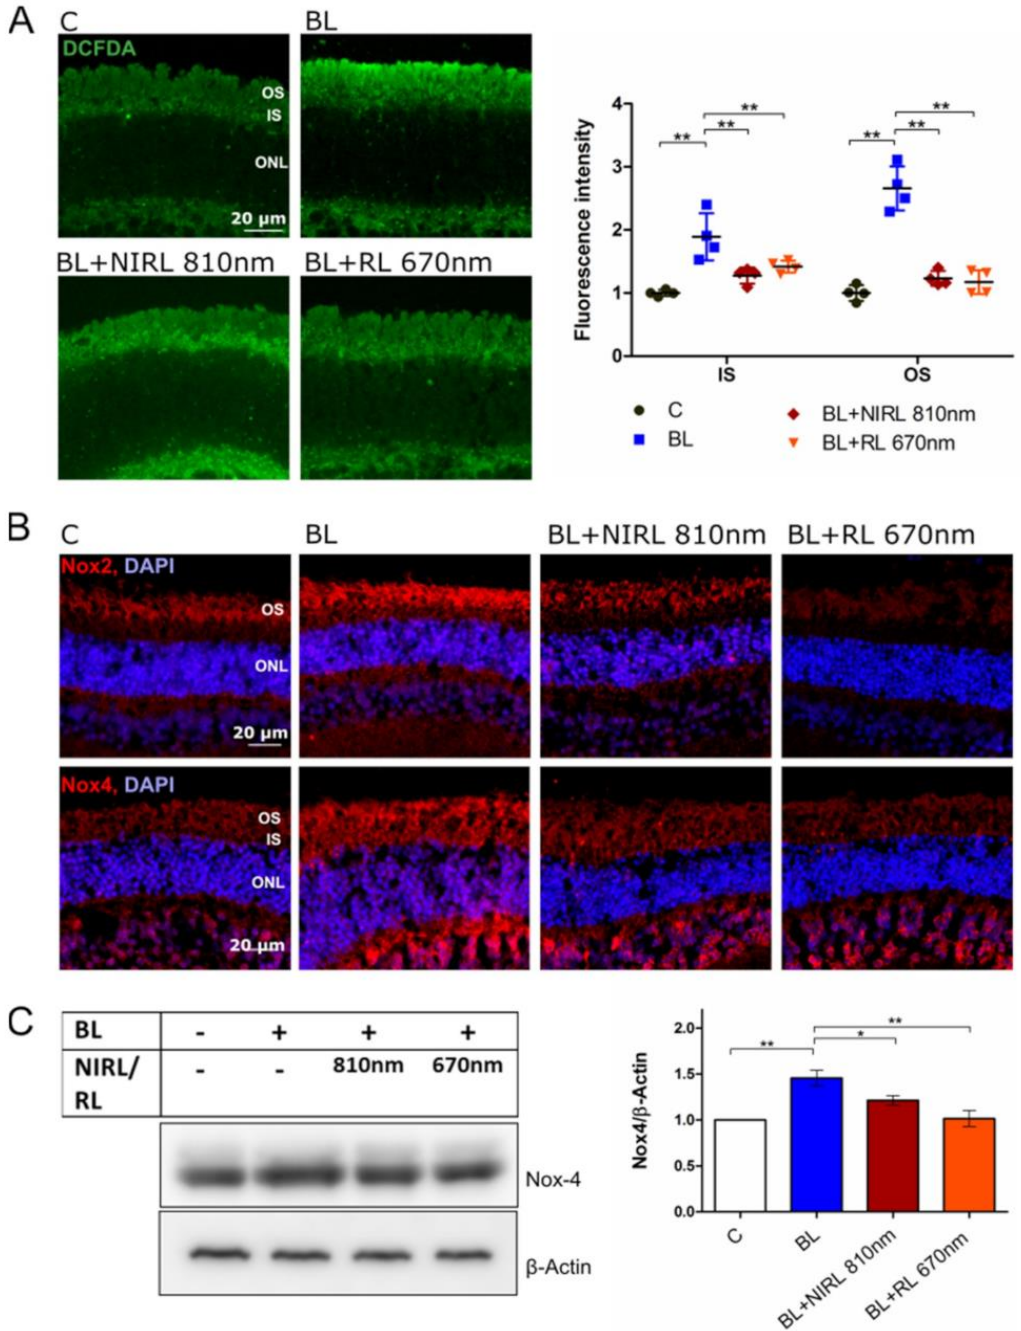 A
C
BL
DCFDA
OS
IS
ONL
20 µm
BL+NIRL 810nm
BL+RL 670nm
Fluorescence intensity
4
3
2
1
0
** ** **
** ** **
IS
OS
C
BL
BL+NIRL 810nm
BL+RL 670nm
B
C
BL
BL+NIRL 810nm
BL+RL 670nm
Nox2, DAPI
OS
ONL
20 µm
Nox4, DAPI
OS
IS
ONL
20 µm
C
BL - + + +
NIRL/RL - - 810nm 670nm
Nox-4
β-Actin
Nox4/β-Actin
2.0
1.5
1.0
0.5
0.0
**
*
**
C
BL
BL+NIRL 810nm
BL+RL 670nm